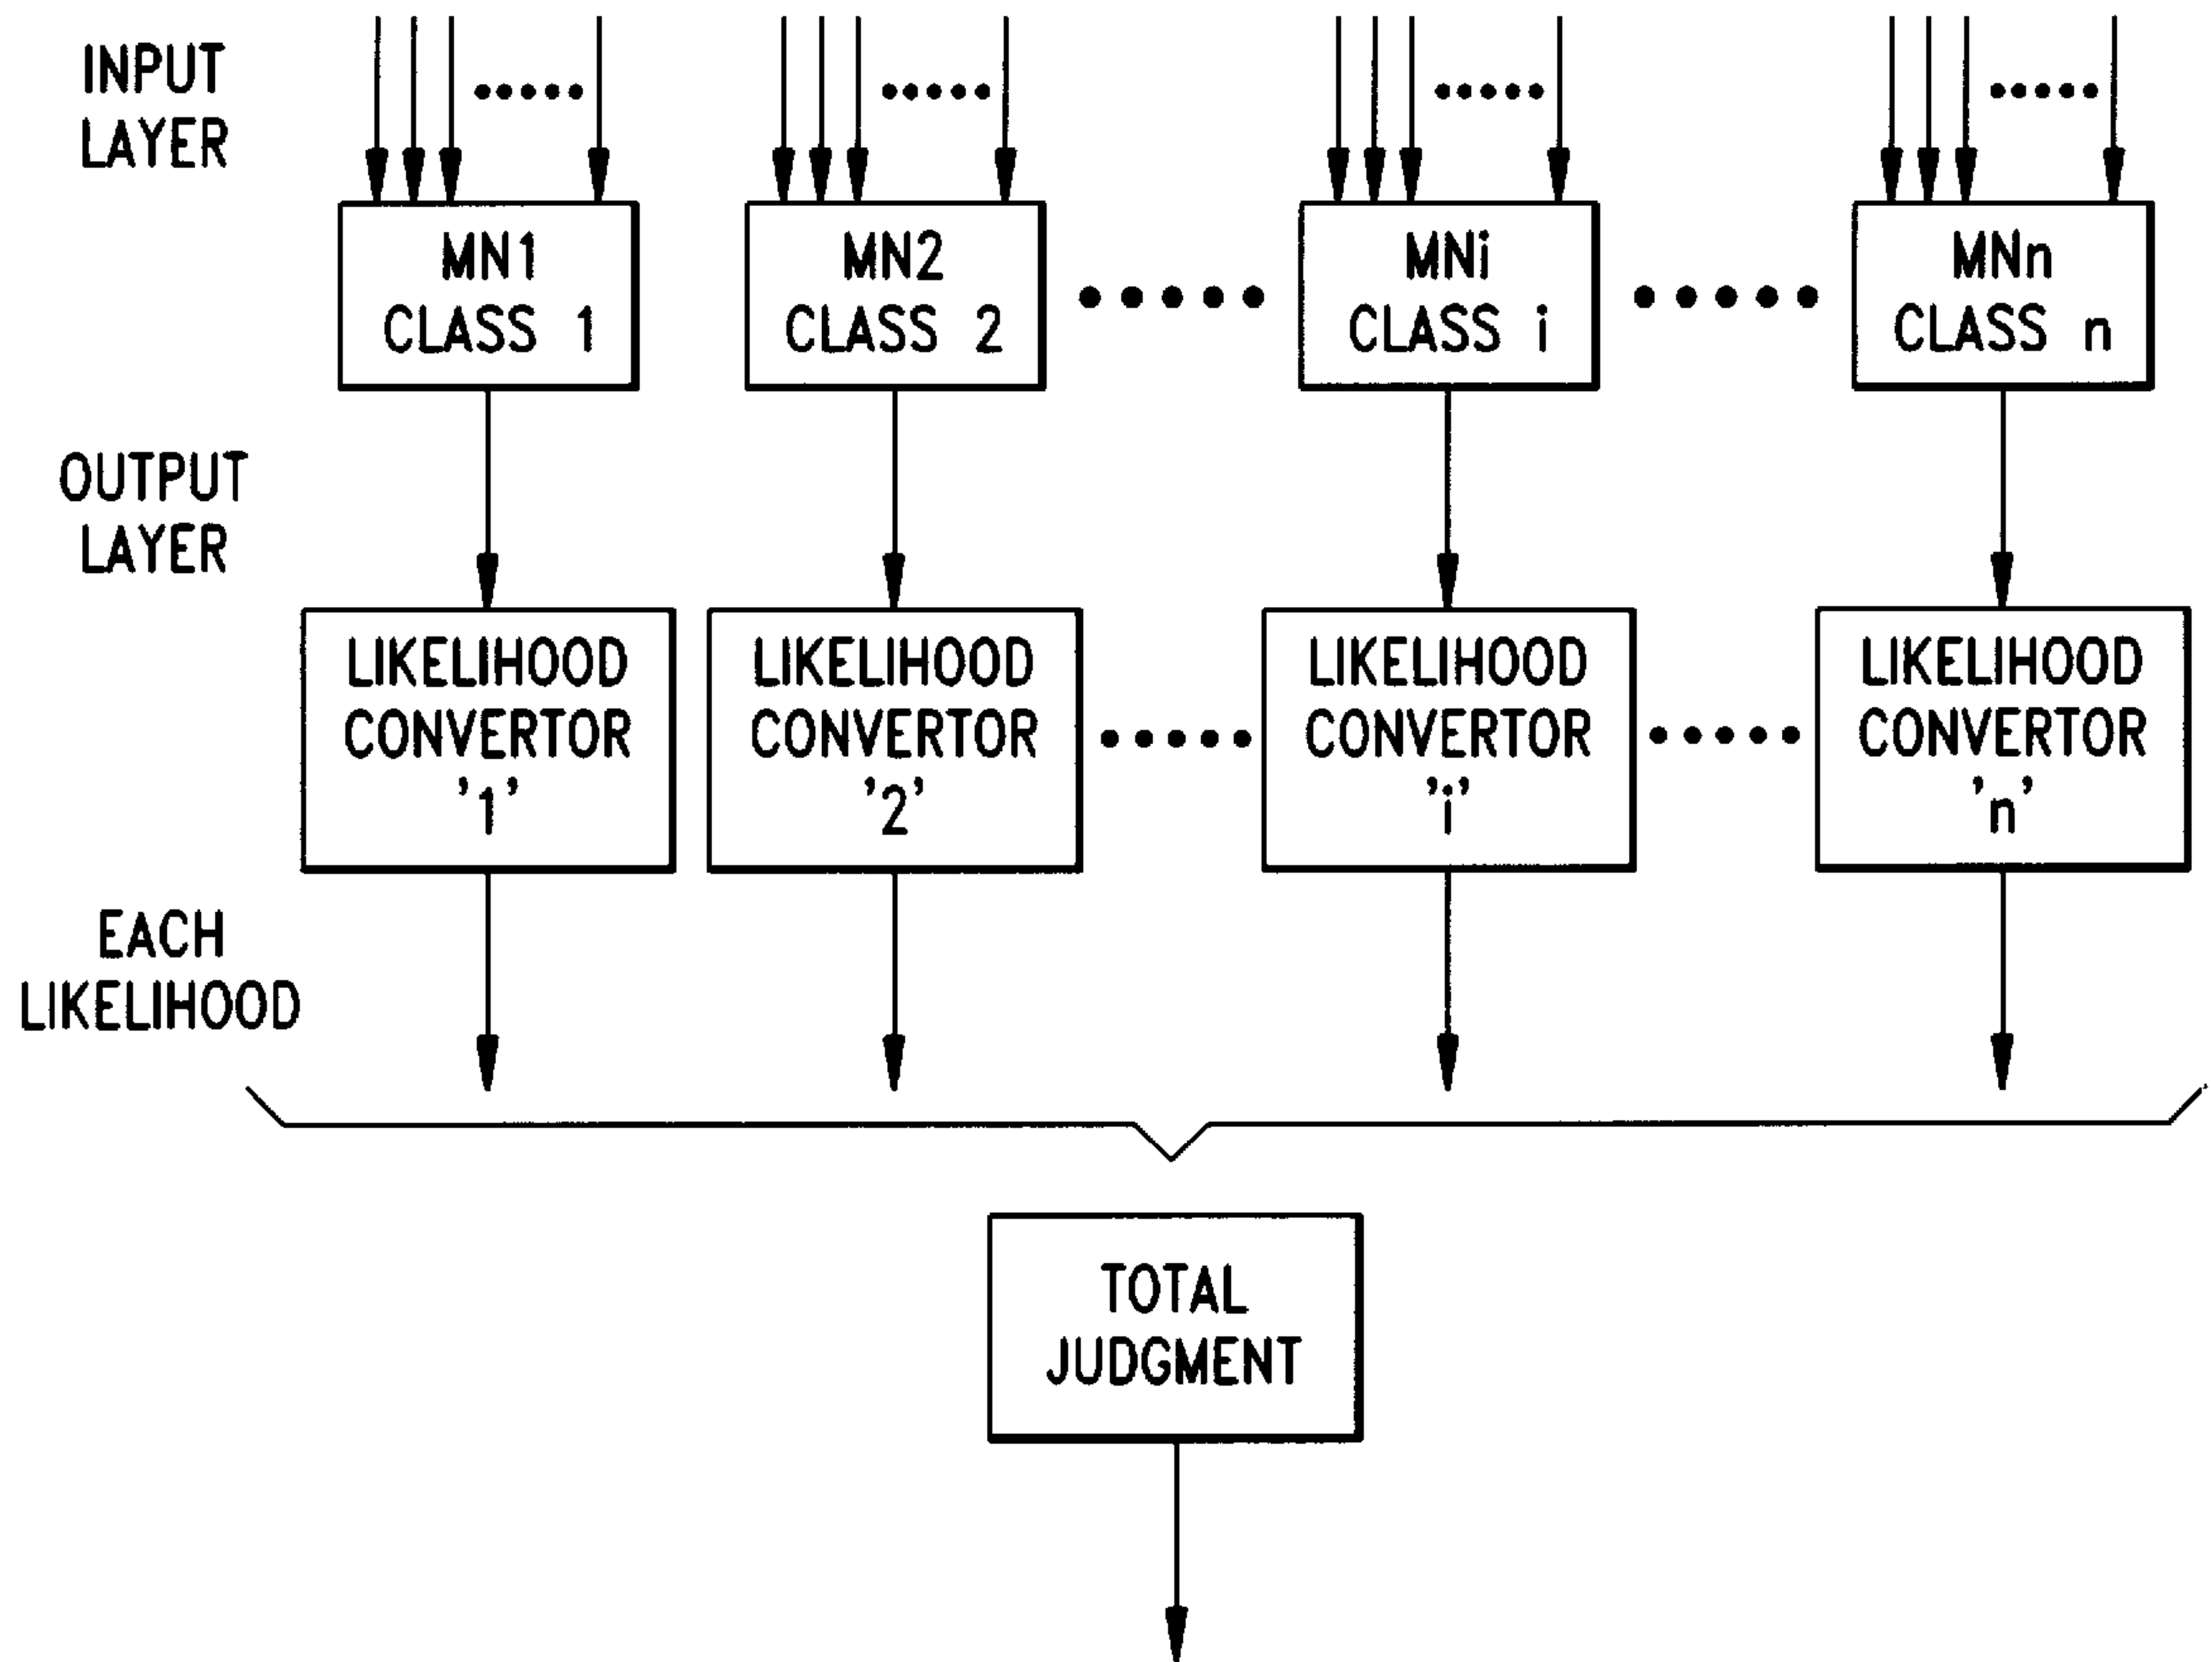 INPUT
LAYER
MN1
CLASS 1
MN2
CLASS 2
MNi
CLASS i
MNn
CLASS n
OUTPUT
LAYER
LIKELIHOOD
CONVERTOR
'1'
LIKELIHOOD
CONVERTOR
'2'
LIKELIHOOD
CONVERTOR
'i'
LIKELIHOOD
CONVERTOR
'n'
EACH
LIKELIHOOD
TOTAL
JUDGMENT